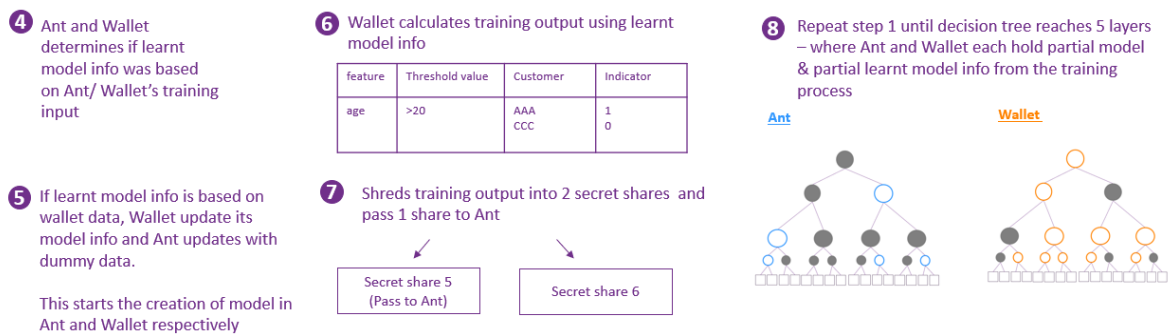 4 Ant and Wallet
determines if learnt
model info was based
on Ant/ Wallet's training
input
5 If learnt model info is based on
wallet data, Wallet update its
model info and Ant updates with
dummy data.
This starts the creation of model in
Ant and Wallet respectively
6 Wallet calculates training output using learnt
model info
feature Threshold value Customer Indicator
age >20 AAA 1
CCC 0
7 Shreds training output into 2 secret shares and
pass 1 share to Ant
Secret share 5
(Pass to Ant)
Secret share 6
8 Repeat step 1 until decision tree reaches 5 layers
– where Ant and Wallet each hold partial model
& partial learnt model info from the training
process
Ant
Wallet